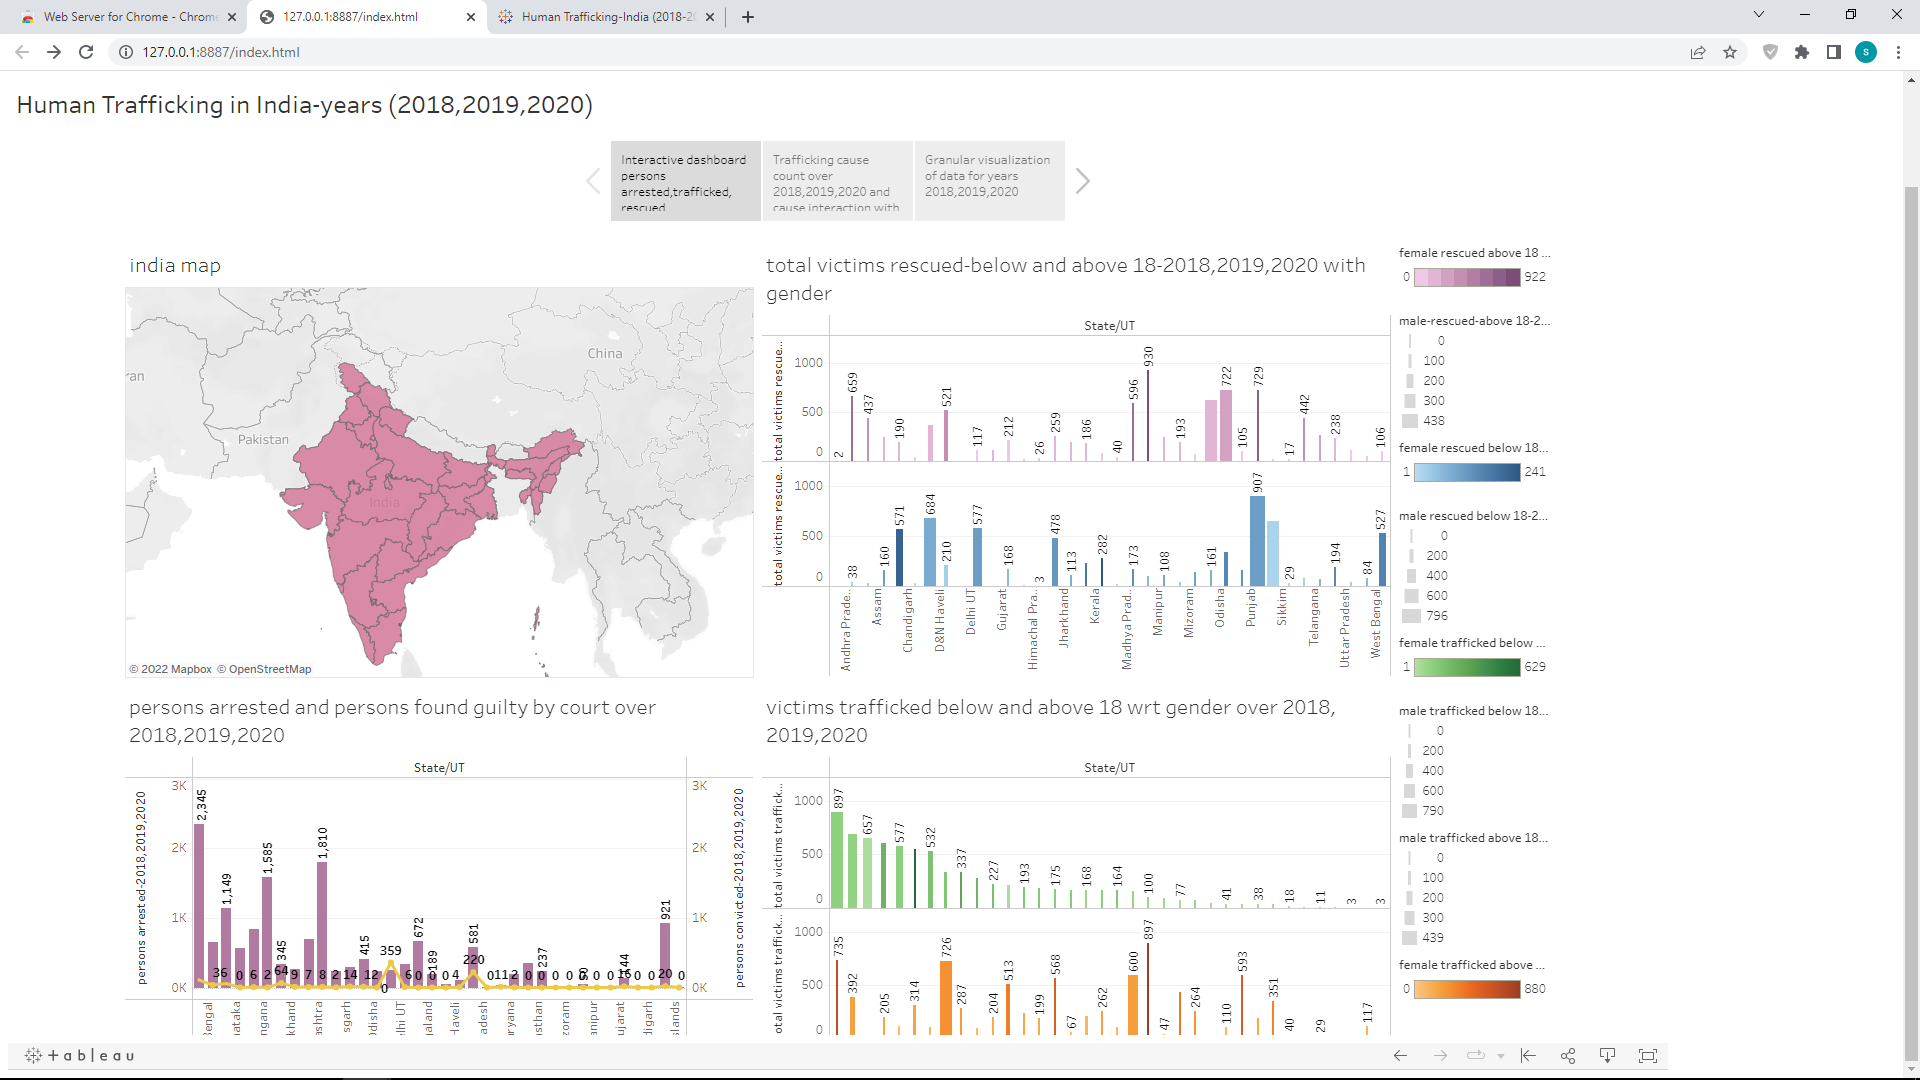 Web Server for Chrome - Chrome
127.0.0.1:8887/index.html
Human Trafficking-India (2018-20
127.0.0.1:8887/index.html
s
Human Trafficking in India-years (2018,2019,2020)
Interactive dashboard
persons
arrested,trafficked,
rescued
Trafficking cause
count over
2018,2019,2020 and
cause interaction with
Granular visualization
of data for years
2018,2019,2020
india map
China
ran
Pakistan
India
© 2022 Mapbox © OpenStreetMap
total victims rescued-below and above 18-2018,2019,2020 with
gender
State/UT
total victims rescue...
1000
500
0
2
659
437
190
521
117
212
26
259
186
40
596
930
193
722
105
729
17
442
238
106
total victims rescue...
1000
500
0
38
160
571
684
210
577
168
3
478
113
282
173
108
161
907
29
194
84
527
Andhra Prade..
Assam
Chandigarh
D&N Haveli
Delhi UT
Gujarat
Himachal Pra..
Jharkhand
Kerala
Madhya Prad..
Manipur
Mizoram
Odisha
Punjab
Sikkim
Telangana
Uttar Pradesh
West Bengal
female rescued above 18 ...
0 922
male-rescued-above 18-2...
0
100
200
300
438
female rescued below 18...
1 241
male rescued below 18-2...
0
200
400
600
796
female trafficked below ...
1 629
male trafficked below 18...
0
200
400
600
790
male trafficked above 18...
0
100
200
300
439
female trafficked above ...
0 880
persons arrested and persons found guilty by court over
2018,2019,2020
State/UT
persons arrested-2018,2019,2020
3K
2K
1K
0K
2,345
1,149
1,585
345
1,810
415
359
672
189
581
220
237
921
36 0 6 2 64 9 7 8 2 14 12 0 6 0 0 4 0 11 2 0 0 0 0 0 0 16 0 0 20 0
3K
2K
1K
0K
persons convicted-2018,2019,2020
Bengal
nataka
ngana
khand
ashtra
sgarh
Odisha
lhi UT
galand
Haveli
adesh
aryana
sthan
zoram
anipur
ujarat
digarh
slands
victims trafficked below and above 18 wrt gender over 2018,
2019,2020
State/UT
total victims traffick...
1000
500
0
897
657
577
532
337
227
193
175
168
164
100
77
41
38
18
11
3
3
otal victims traffick...
1000
500
0
735
392
205
314
726
287
204
513
199
568
67
262
600
897
47
264
110
593
351
40
29
117
+ a b l e a u